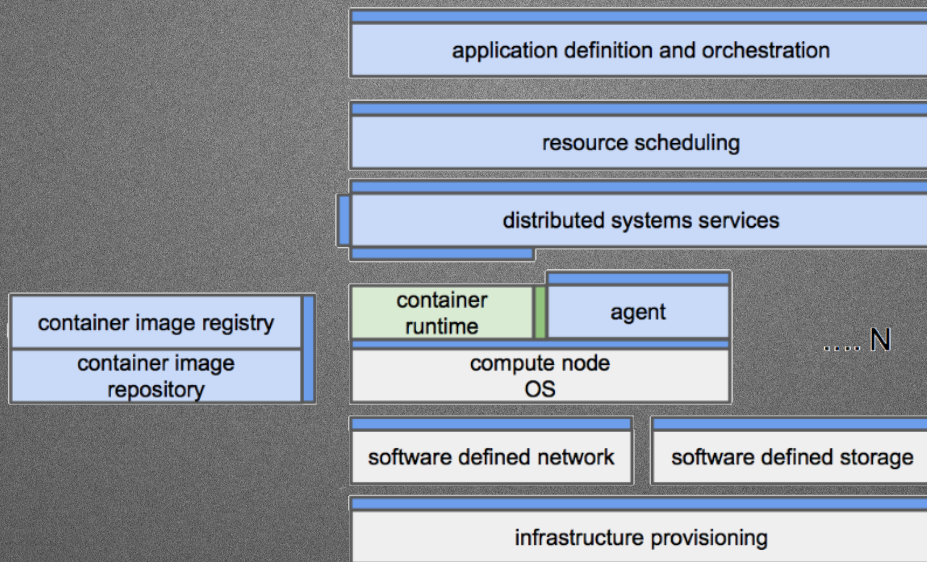 application definition and orchestration
resource scheduling
distributed systems services
container image registry
container image
repository
container
runtime
agent
.... N
compute node
OS
software defined network
software defined storage
infrastructure provisioning